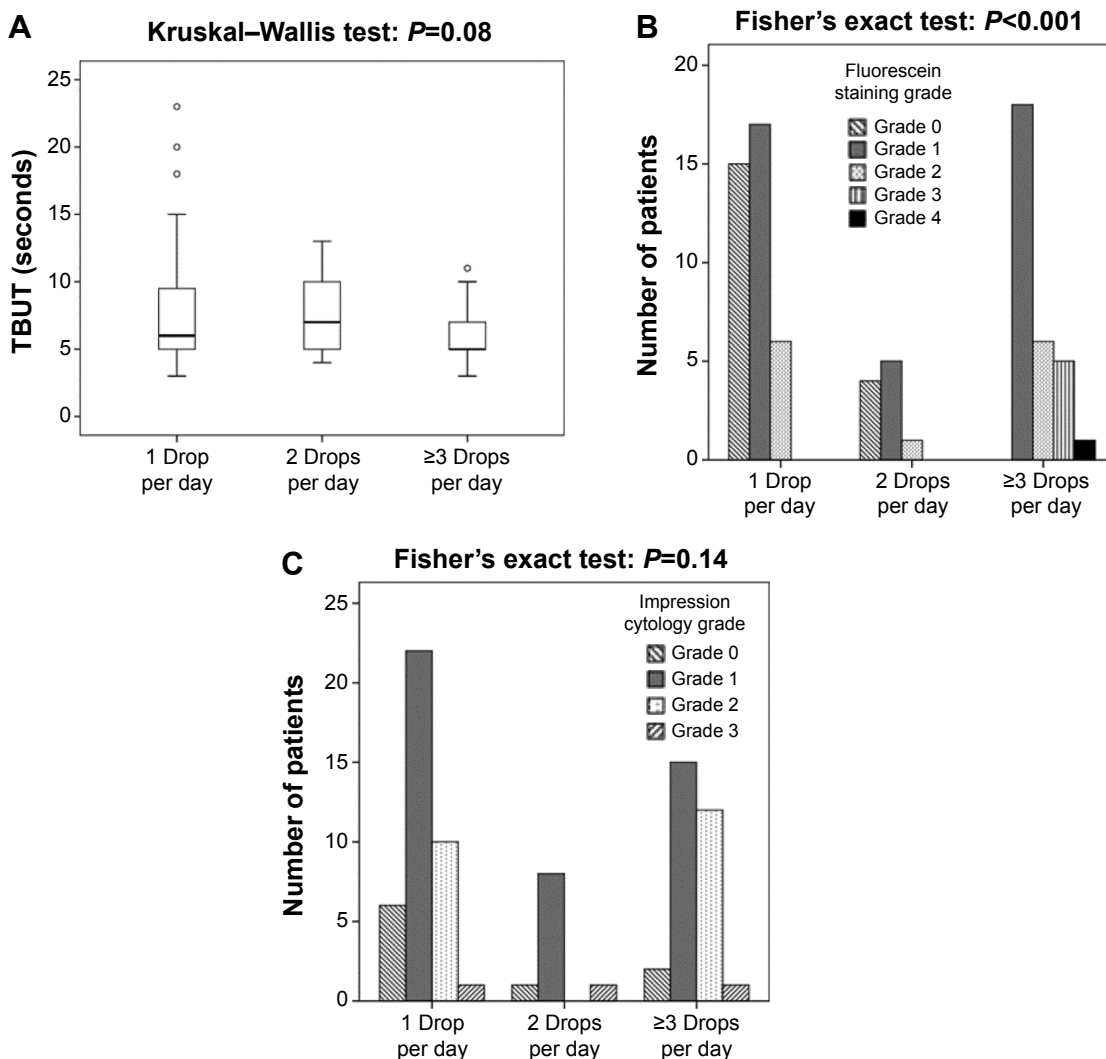 A
Kruskal–Wallis test: P=0.08
TBUT (seconds)
25
20
15
10
5
0
1 Drop
per day
2 Drops
per day
≥3 Drops
per day
B
Fisher’s exact test: P<0.001
Number of patients
20
15
10
5
0
Fluorescein
staining grade
Grade 0
Grade 1
Grade 2
Grade 3
Grade 4
1 Drop
per day
2 Drops
per day
≥3 Drops
per day
C
Fisher’s exact test: P=0.14
Number of patients
25
20
15
10
5
0
Impression
cytology grade
Grade 0
Grade 1
Grade 2
Grade 3
1 Drop
per day
2 Drops
per day
≥3 Drops
per day